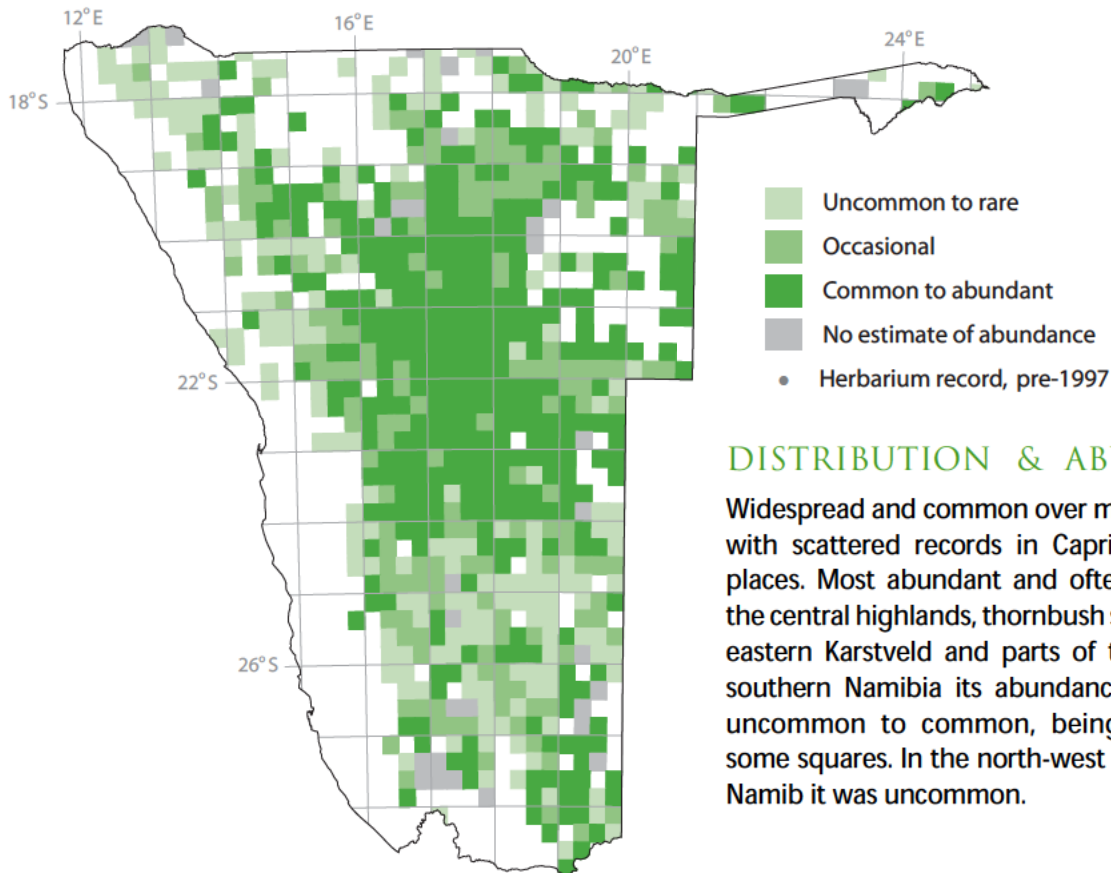 12°E
16°E
20°E
24°E
18°S
22°S
26°S
Uncommon to rare
Occasional
Common to abundant
No estimate of abundance
Herbarium record, pre-1997
DISTRIBUTION & AB
Widespread and common over m
with scattered records in Capri
places. Most abundant and ofte
the central highlands, thornbush s
eastern Karstveld and parts of t
southern Namibia its abundanc
uncommon to common, being
some squares. In the north-west
Namib it was uncommon.